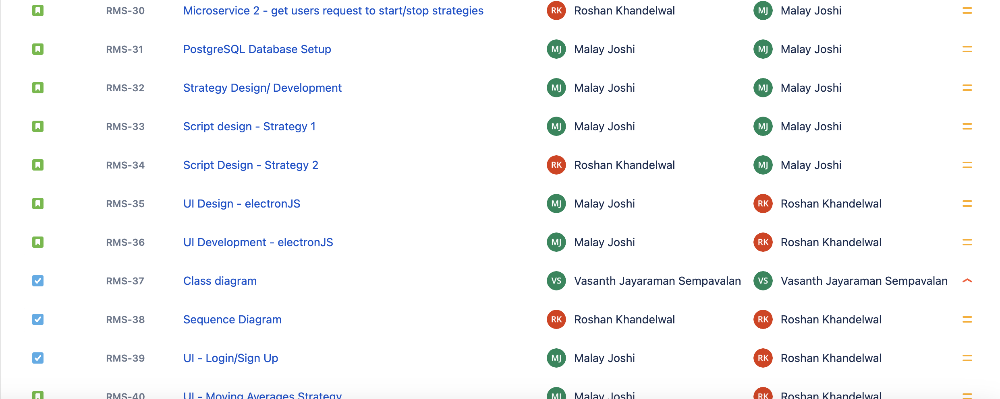 RMS-30 Microservice 2 - get users request to start/stop strategies RK Roshan Khandelwal MJ Malay Joshi
RMS-31 PostgreSQL Database Setup MJ Malay Joshi MJ Malay Joshi
RMS-32 Strategy Design/ Development MJ Malay Joshi MJ Malay Joshi
RMS-33 Script design - Strategy 1 MJ Malay Joshi MJ Malay Joshi
RMS-34 Script Design - Strategy 2 RK Roshan Khandelwal MJ Malay Joshi
RMS-35 UI Design - electronJS MJ Malay Joshi RK Roshan Khandelwal
RMS-36 UI Development - electronJS MJ Malay Joshi RK Roshan Khandelwal
RMS-37 Class diagram VS Vasanth Jayaraman Sempavalan VS Vasanth Jayaraman Sempavalan
RMS-38 Sequence Diagram RK Roshan Khandelwal RK Roshan Khandelwal
RMS-39 UI - Login/Sign Up MJ Malay Joshi RK Roshan Khandelwal
RMS-40 UI - Moving Averages Strategy MJ Malay Joshi RK Roshan Khandelwal